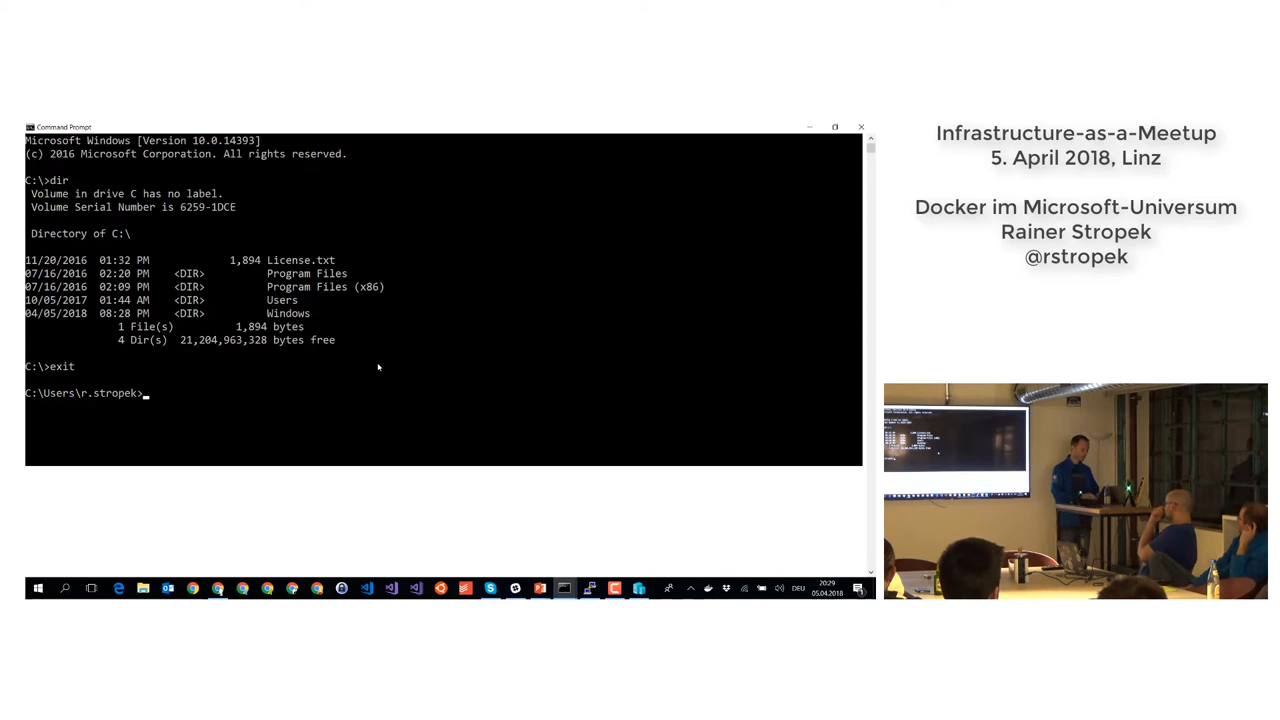 Command Prompt
Microsoft Windows [Version 10.0.14393]
(c) 2016 Microsoft Corporation. All rights reserved.
C:\>dir
Volume in drive C has no label.
Volume Serial Number is 6259-1DCE
Directory of C:\
11/20/2016 01:32 PM 1,894 License.txt
07/16/2016 02:20 PM <DIR> Program Files
07/16/2016 02:09 PM <DIR> Program Files (x86)
10/05/2017 01:44 AM <DIR> Users
04/05/2018 08:28 PM <DIR> Windows
1 File(s) 1,894 bytes
4 Dir(s) 21,204,963,328 bytes free
C:\>exit
C:\Users\r.stropek>
DEU
20:29
05.04.2018
Infrastructure-as-a-Meetup
5. April 2018, Linz
Docker im Microsoft-Universum
Rainer Stropek
@rstropek